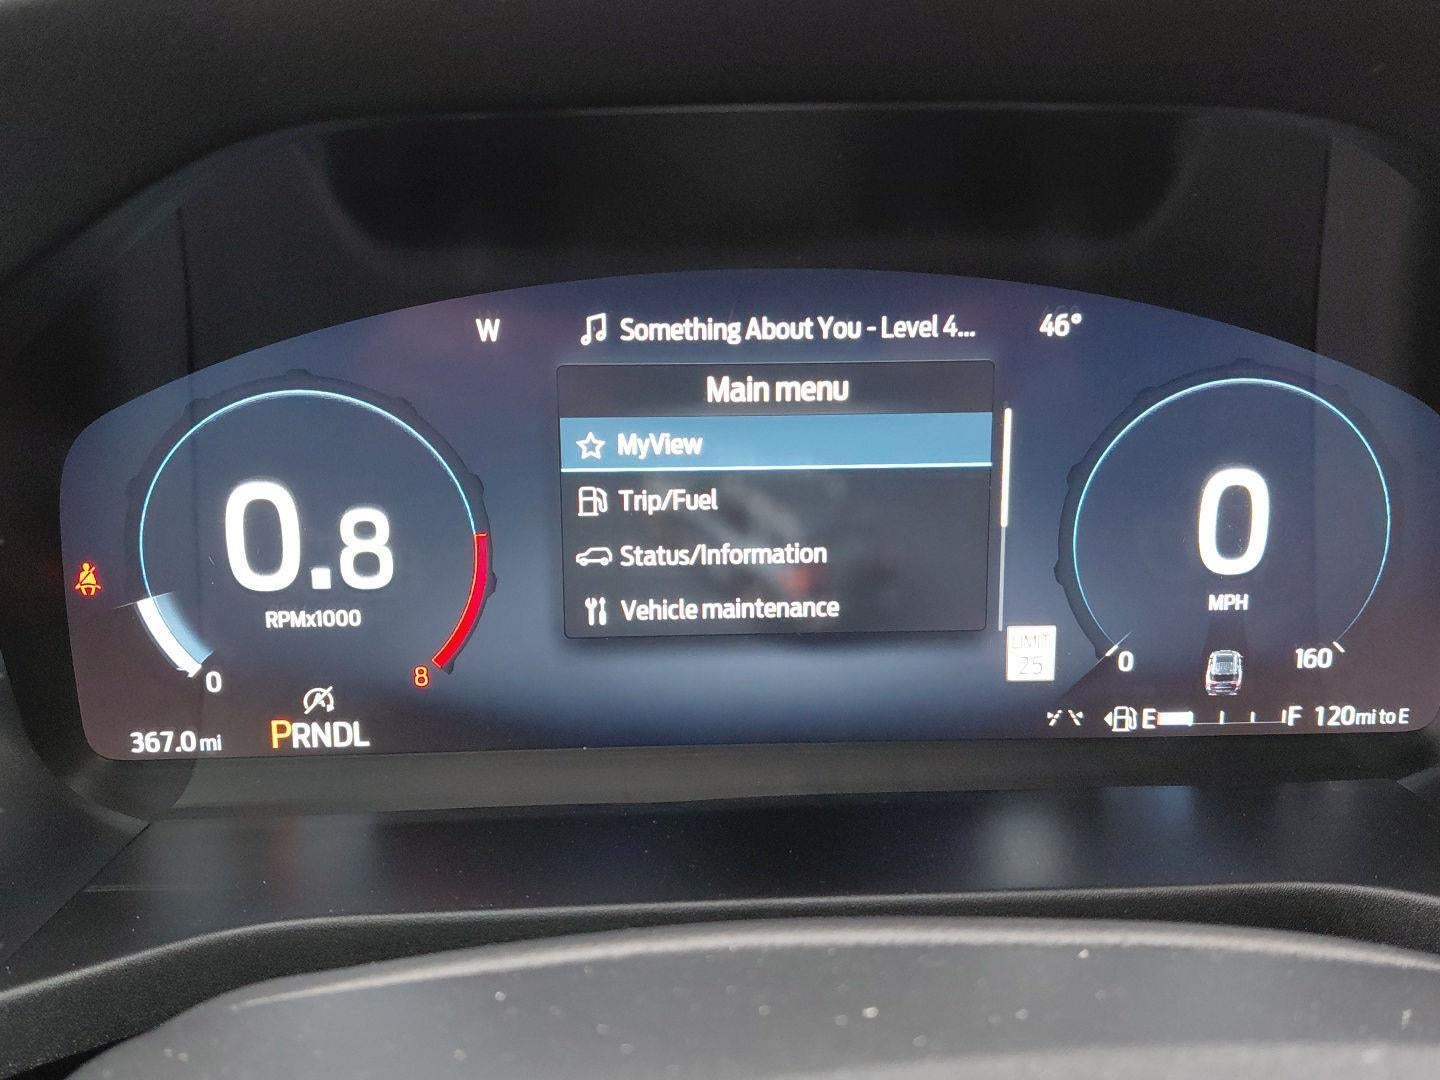 W
Something About You - Level 4...
46°
Main menu
MyView
Trip/Fuel
Status/Information
Vehicle maintenance
0.8
RPMx1000
0
8
0
MPH
0
160
LIMIT
25
367.0 mi
PRNDL
E
F
120 mi to E